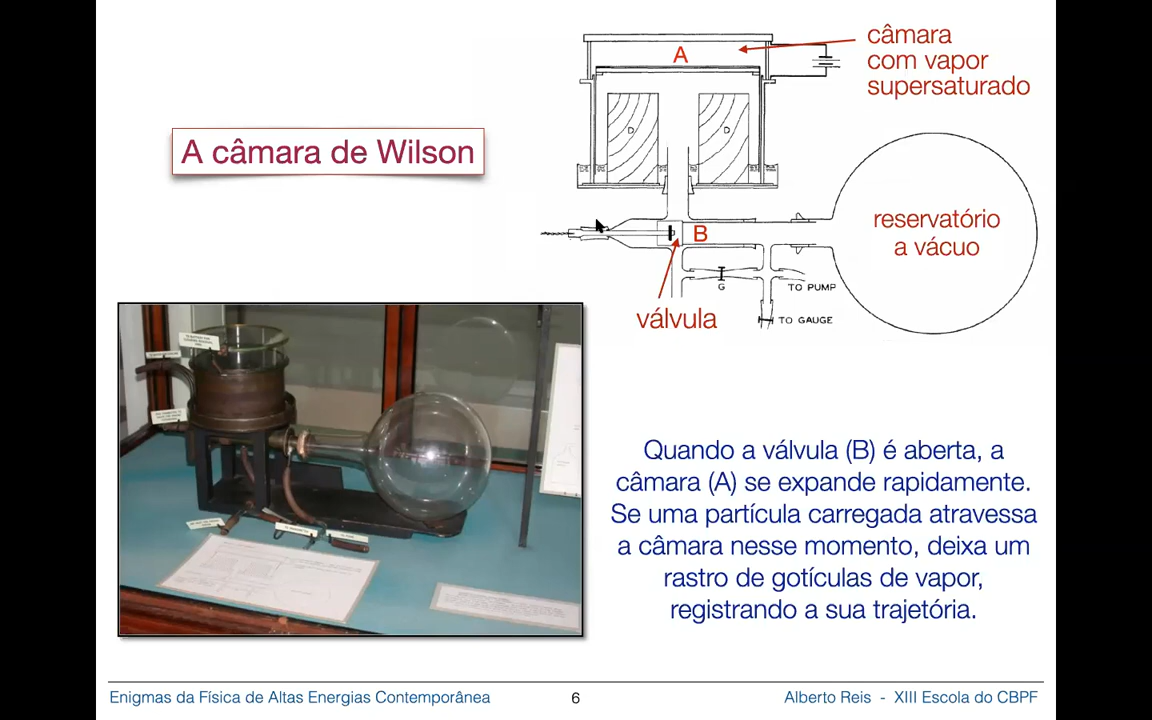 A câmara de Wilson
A
câmara
com vapor
supersaturado
D
D
B
reservatório
a vácuo
G
TO PUMP
válvula
TO GAUGE
Quando a válvula (B) é aberta, a
câmara (A) se expande rapidamente.
Se uma partícula carregada atravessa
a câmara nesse momento, deixa um
rastro de gotículas de vapor,
registrando a sua trajetória.
Enigmas da Física de Altas Energias Contemporânea
6
Alberto Reis - XIII Escola do CBPF